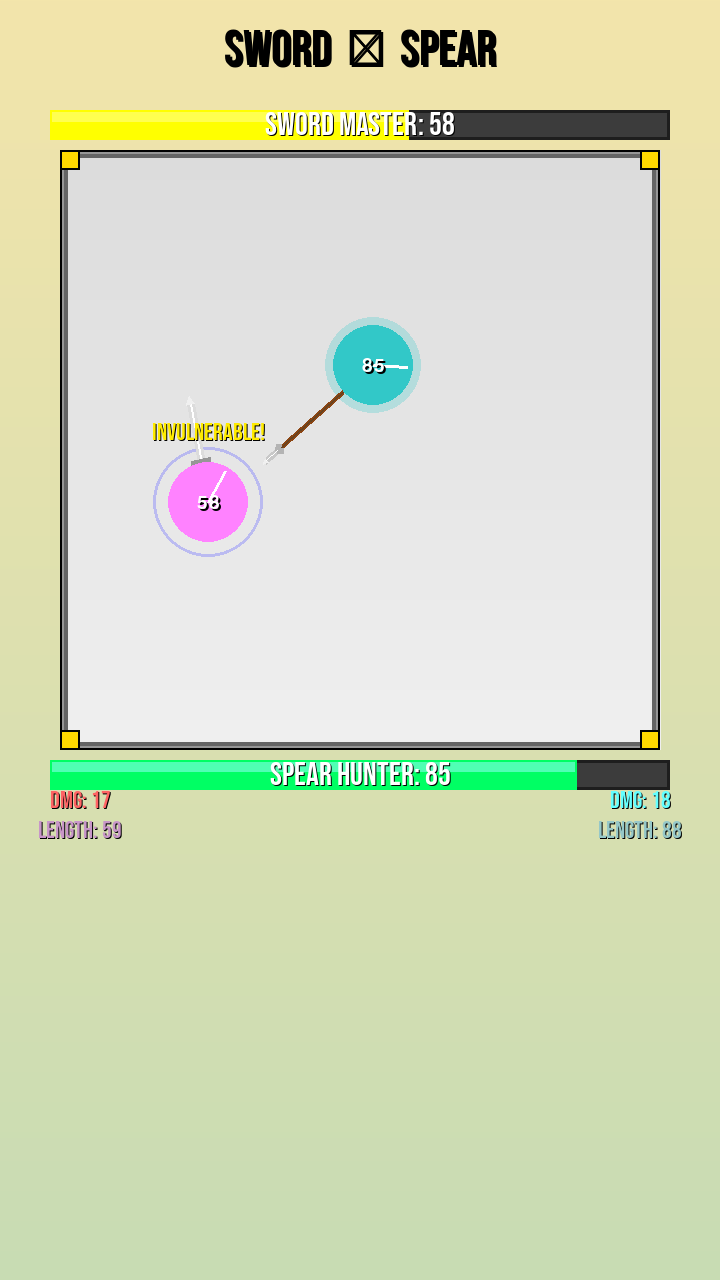 SWORD ☒ SPEAR
SWORD MASTER: 58
85
INVULNERABLE!
58
SPEAR HUNTER: 85
DMG: 17
DMG: 18
LENGTH: 59
LENGTH: 88